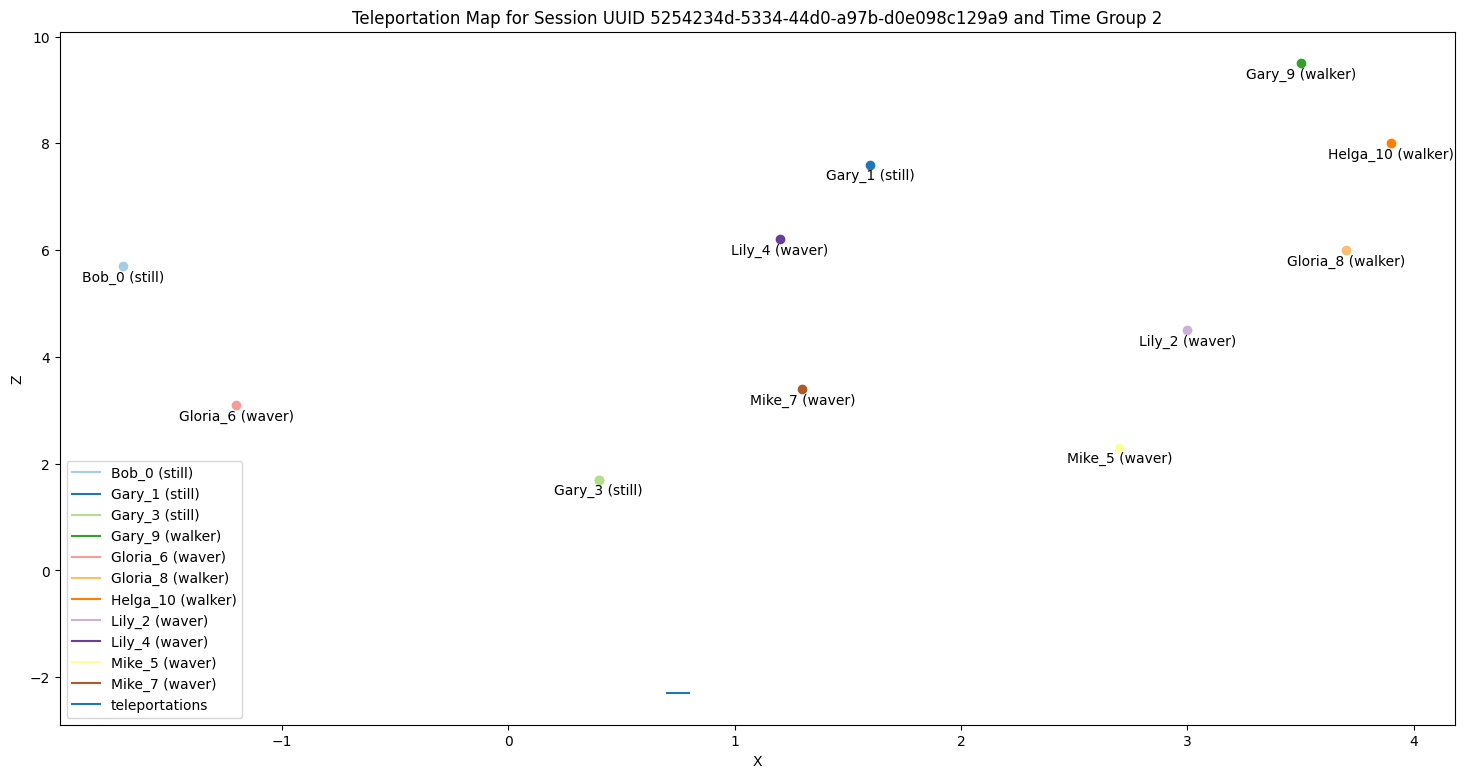 Teleportation Map for Session UUID 5254234d-5334-44d0-a97b-d0e098c129a9 and Time Group 2
10
Gary_9 (walker)
8
Helga_10 (walker)
Gary_1 (still)
6
Lily_4 (waver)
Gloria_8 (walker)
Bob_0 (still)
Lily_2 (waver)
4
Z
Mike_7 (waver)
Gloria_6 (waver)
Mike_5 (waver)
2
Gary_3 (still)
0
−2
Bob_0 (still)
Gary_1 (still)
Gary_3 (still)
Gary_9 (walker)
Gloria_6 (waver)
Gloria_8 (walker)
Helga_10 (walker)
Lily_2 (waver)
Lily_4 (waver)
Mike_5 (waver)
Mike_7 (waver)
teleportations
−1 0 1 2 3 4
X